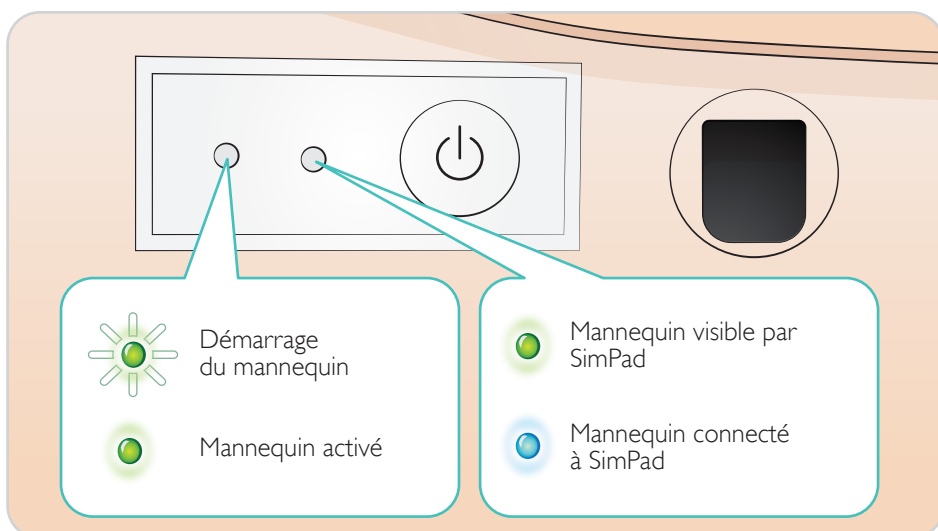 Démarrage
du mannequin
Mannequin activé
Mannequin visible par
SimPad
Mannequin connecté
à SimPad